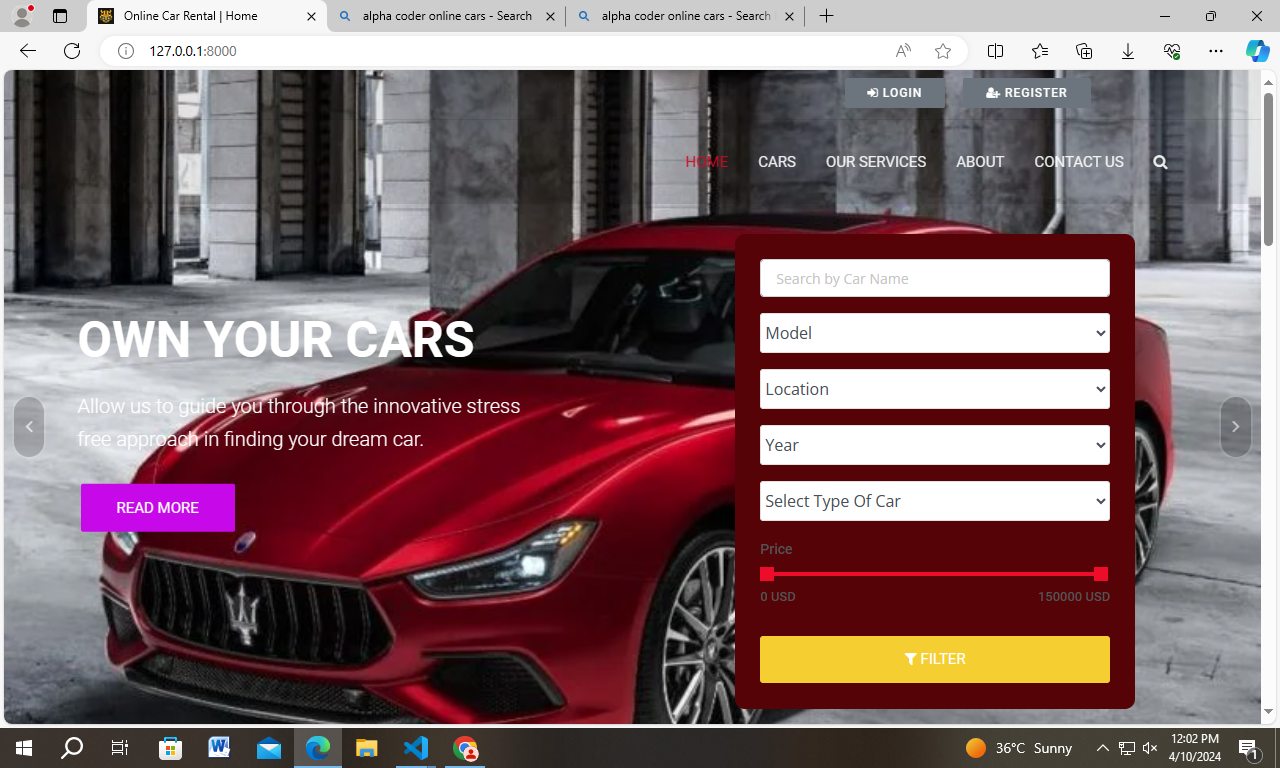 Online Car Rental | Home
alpha coder online cars - Search
alpha coder online cars - Search
127.0.0.1:8000
LOGIN
REGISTER
HOME
CARS
OUR SERVICES
ABOUT
CONTACT US
OWN YOUR CARS
Allow us to guide you through the innovative stress
free approach in finding your dream car.
READ MORE
Search by Car Name
Model
Location
Year
Select Type Of Car
Price
0 USD
150000 USD
FILTER
36°C Sunny
12:02 PM
4/10/2024
1